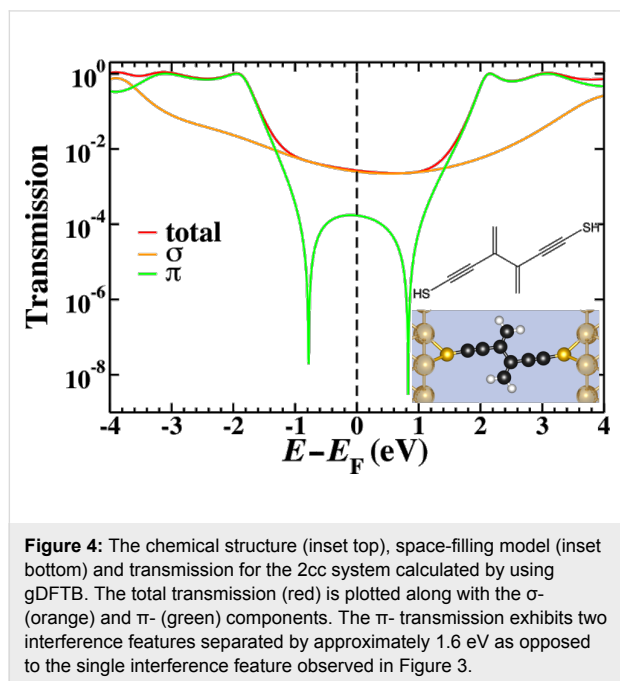 10⁰
10⁻²
10⁻⁴
10⁻⁶
10⁻⁸
Transmission
total
σ
π
SH
HS
-4 -3 -2 -1 0 1 2 3 4
E−E_F (eV)
Figure 4: The chemical structure (inset top), space-filling model (inset
bottom) and transmission for the 2cc system calculated by using
gDFTB. The total transmission (red) is plotted along with the σ-
(orange) and π- (green) components. The π- transmission exhibits two
interference features separated by approximately 1.6 eV as opposed
to the single interference feature observed in Figure 3.